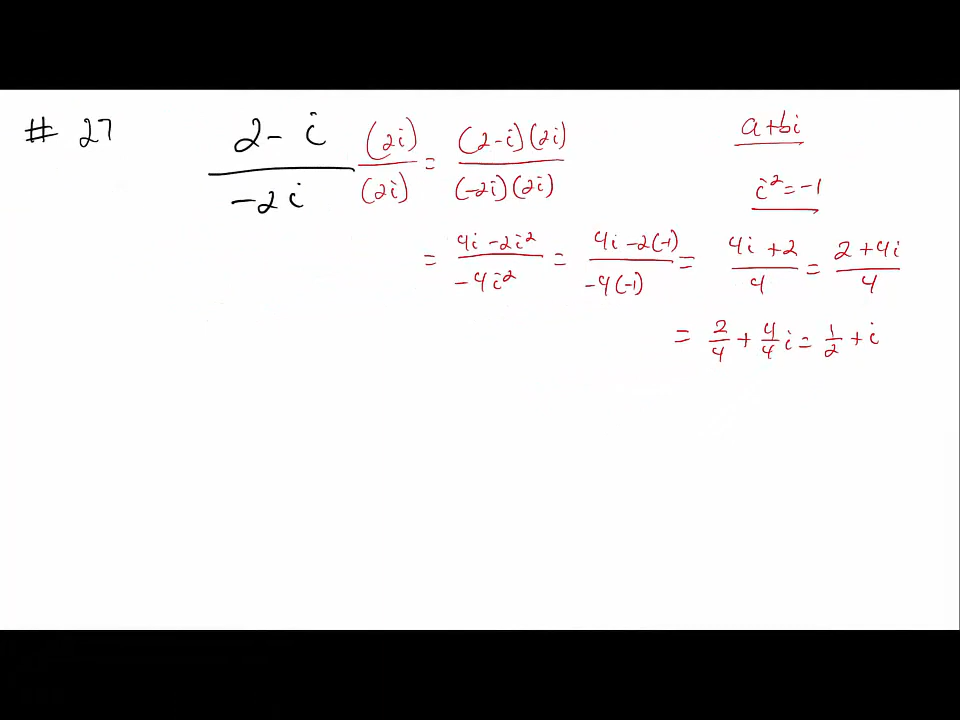 # 27
(2 - i)/(-2i) (2i)/(2i) = ((2-i)(2i))/((-2i)(2i))
a+bi
i² = -1
= (4i - 2i²)/(-4i²) = (4i - 2(-1))/(-4(-1)) = (4i + 2)/4 = (2 + 4i)/4
= 2/4 + 4/4 i = 1/2 + i